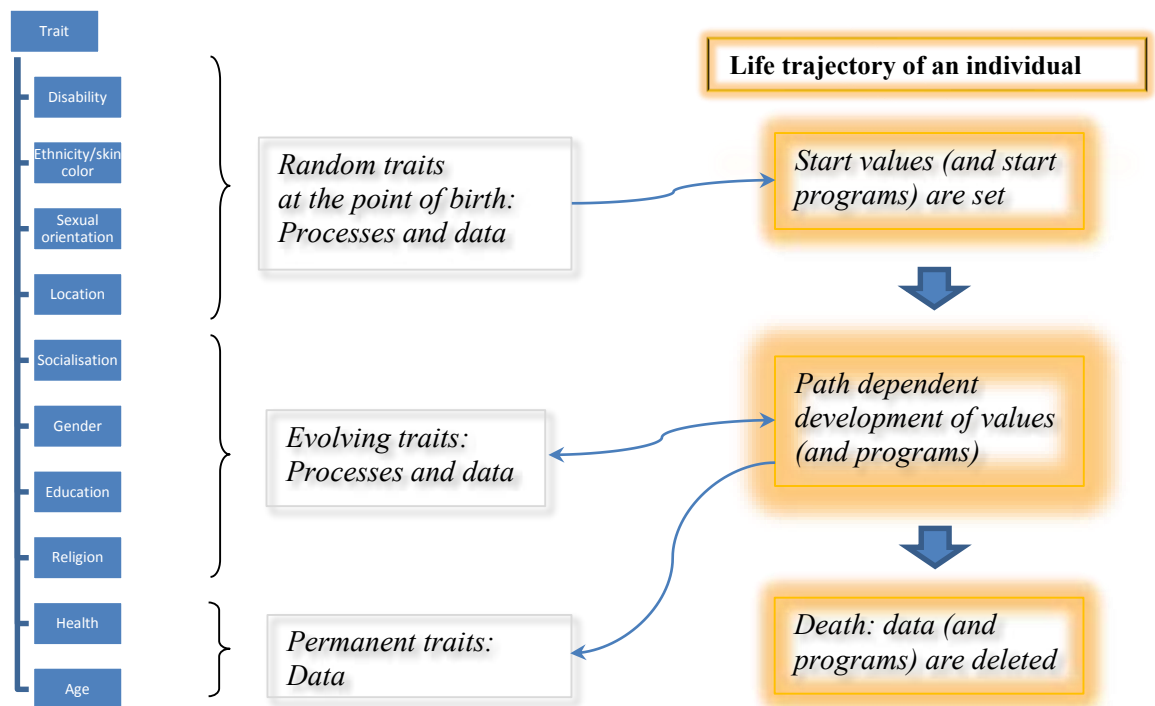 Trait
Disability
Ethnicity/skin
color
Sexual
orientation
Location
Socialisation
Gender
Education
Religion
Health
Age
Random traits
at the point of birth:
Processes and data
Evolving traits:
Processes and data
Permanent traits:
Data
Life trajectory of an individual
Start values (and start
programs) are set
Path dependent
development of values
(and programs)
Death: data (and
programs) are deleted